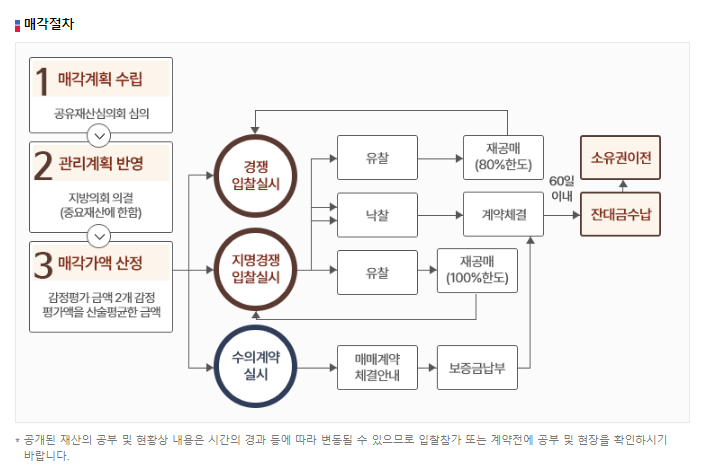 매각절차
1 매각계획 수립
공유재산심의회 심의
2 관리계획 반영
지방의회 의결
(중요재산에 한함)
3 매각가액 산정
감정평가 금액 2개 감정
평가액을 산술평균한 금액
경쟁
입찰실시
유찰
재공매
(80%한도)
낙찰
계약체결
60일
이내
잔대금수납
소유권이전
지명경쟁
입찰실시
유찰
재공매
(100%한도)
수의계약
실시
매매계약
체결안내
보증금납부
* 공개된 재산의 공부 및 현황상 내용은 시간의 경과 등에 따라 변동될 수 있으므로 입찰참가 또는 계약전에 공부 및 현장을 확인하시기
바랍니다.